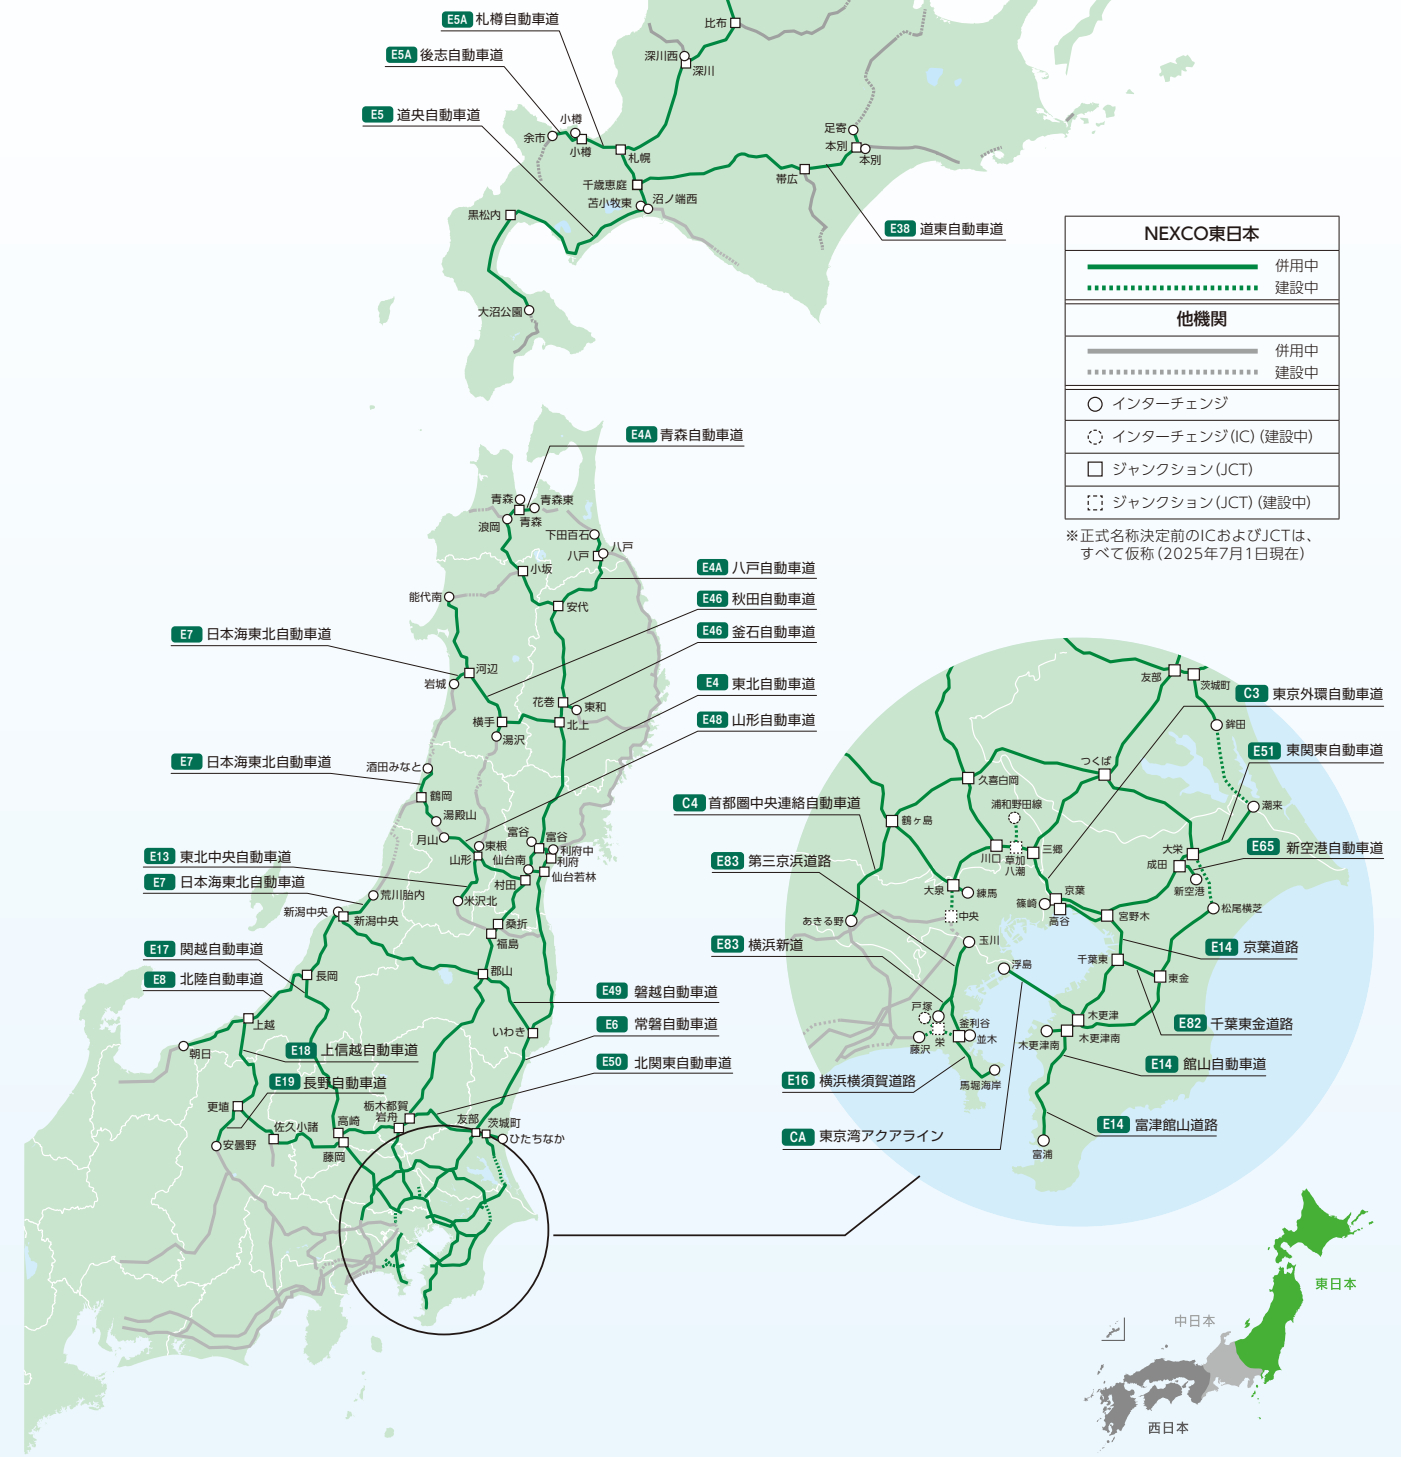 E5A 札樽自動車道
E5A 後志自動車道
E5 道央自動車道
比布
深川西
深川
小樽
余市
小樽
札幌
足寄
本別
本別
帯広
千歳恵庭
苫小牧東
沼ノ端西
黒松内
大沼公園
E38 道東自動車道
NEXCO東日本
併用中
建設中
他機関
併用中
建設中
インターチェンジ
インターチェンジ(IC)(建設中)
ジャンクション(JCT)
ジャンクション(JCT)(建設中)
※正式名称決定前のICおよびJCTは、
すべて仮称(2025年7月1日現在)
E4A 青森自動車道
青森
青森東
浪岡
青森
下田百石
八戸
八戸
小坂
能代南
安代
E4A 八戸自動車道
E46 秋田自動車道
E46 釜石自動車道
E4 東北自動車道
E48 山形自動車道
E7 日本海東北自動車道
河辺
岩城
花巻
東和
横手
北上
湯沢
E7 日本海東北自動車道
酒田みなと
鶴岡
湯殿山
月山
富谷
富谷
東根
利府中
山形
仙台南
利府
村田
仙台若林
米沢北
E13 東北中央自動車道
E7 日本海東北自動車道
荒川胎内
新潟中央
新潟中央
桑折
福島
E17 関越自動車道
E8 北陸自動車道
長岡
郡山
上越
いわき
朝日
E49 磐越自動車道
E6 常磐自動車道
E50 北関東自動車道
E18 上信越自動車道
E19 長野自動車道
更埴
佐久小諸
高崎
栃木都賀
岩舟
友部
茨城町
安曇野
藤岡
ひたちなか
友部
茨城町
C3 東京外環自動車道
鉾田
E51 東関東自動車道
つくば
久喜白岡
浦和野田線
潮来
C4 首都圏中央連絡自動車道
鶴ヶ島
E65 新空港自動車道
川口
草加
八潮
三郷
大栄
成田
新空港
E83 第三京浜道路
大泉
練馬
京葉
篠崎
高谷
中央
宮野木
松尾横芝
あきる野
E83 横浜新道
玉川
浮島
千葉東
E14 京葉道路
東金
戸塚
釜利谷
並木
藤沢
栄
木更津
木更津南
木更津南
E82 千葉東金道路
馬堀海岸
E16 横浜横須賀道路
E14 館山自動車道
CA 東京湾アクアライン
E14 富津館山道路
富浦
東日本
中日本
西日本